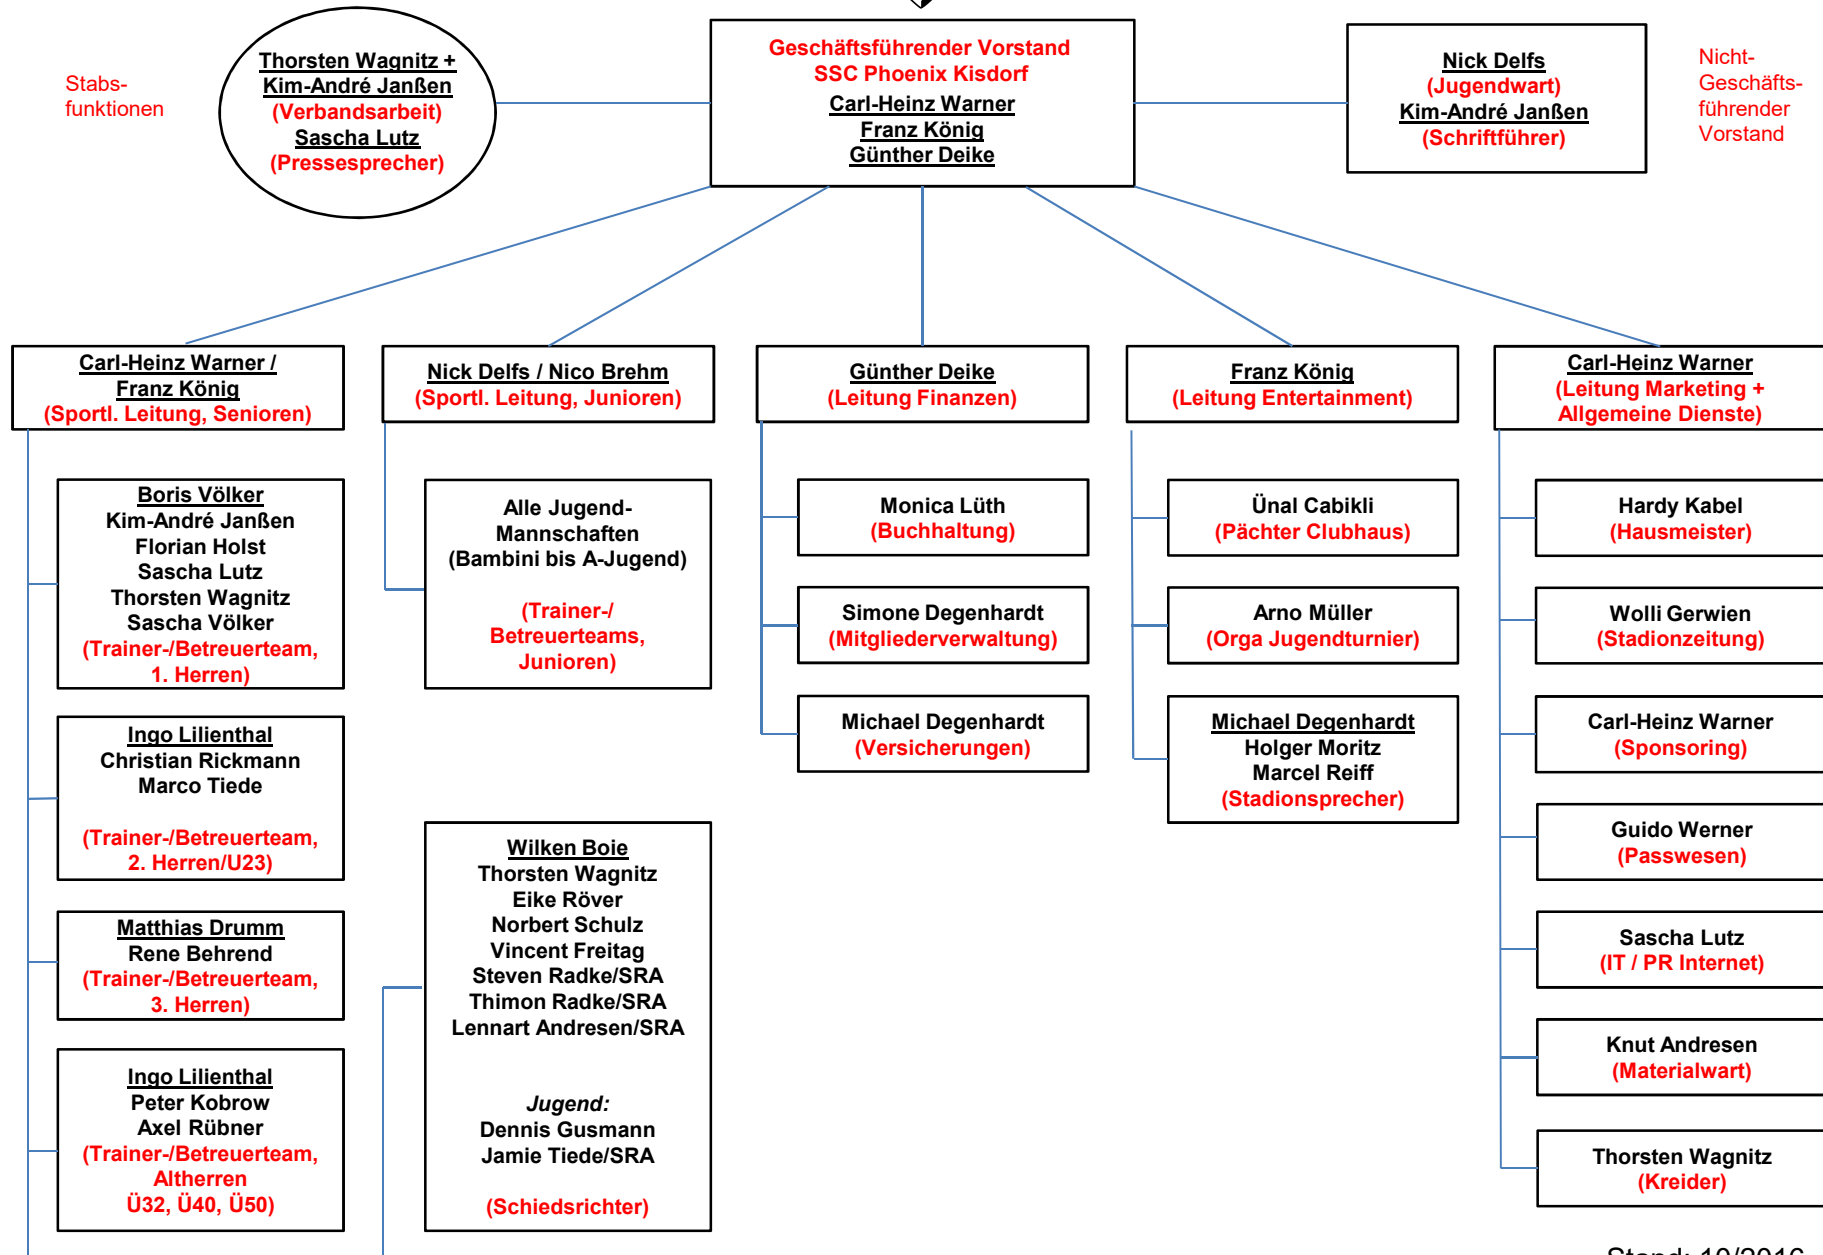 Stabs-
funktionen
Thorsten Wagnitz +
Kim-André Janßen
(Verbandsarbeit)
Sascha Lutz
(Pressesprecher)
Geschäftsführender Vorstand
SSC Phoenix Kisdorf
Carl-Heinz Warner
Franz König
Günther Deike
Nick Delfs
(Jugendwart)
Kim-André Janßen
(Schriftführer)
Nicht-
Geschäfts-
führender
Vorstand
Carl-Heinz Warner /
Franz König
(Sportl. Leitung, Senioren)
Boris Völker
Kim-André Janßen
Florian Holst
Sascha Lutz
Thorsten Wagnitz
Sascha Völker
(Trainer-/Betreuerteam,
1. Herren)
Ingo Lilienthal
Christian Rickmann
Marco Tiede
(Trainer-/Betreuerteam,
2. Herren/U23)
Matthias Drumm
Rene Behrend
(Trainer-/Betreuerteam,
3. Herren)
Ingo Lilienthal
Peter Kobrow
Axel Rübner
(Trainer-/Betreuerteam,
Altherren
Ü32, Ü40, Ü50)
Nick Delfs / Nico Brehm
(Sportl. Leitung, Junioren)
Alle Jugend-
Mannschaften
(Bambini bis A-Jugend)
(Trainer-/
Betreuerteams,
Junioren)
Wilken Boie
Thorsten Wagnitz
Eike Röver
Norbert Schulz
Vincent Freitag
Steven Radke/SRA
Thimon Radke/SRA
Lennart Andresen/SRA
Jugend:
Dennis Gusmann
Jamie Tiede/SRA
(Schiedsrichter)
Günther Deike
(Leitung Finanzen)
Monica Lüth
(Buchhaltung)
Simone Degenhardt
(Mitgliederverwaltung)
Michael Degenhardt
(Versicherungen)
Franz König
(Leitung Entertainment)
Ünal Cabikli
(Pächter Clubhaus)
Arno Müller
(Orga Jugendturnier)
Michael Degenhardt
Holger Moritz
Marcel Reiff
(Stadionsprecher)
Carl-Heinz Warner
(Leitung Marketing +
Allgemeine Dienste)
Hardy Kabel
(Hausmeister)
Wolli Gerwien
(Stadionzeitung)
Carl-Heinz Warner
(Sponsoring)
Guido Werner
(Passwesen)
Sascha Lutz
(IT / PR Internet)
Knut Andresen
(Materialwart)
Thorsten Wagnitz
(Kreider)
Stand: 10/2016